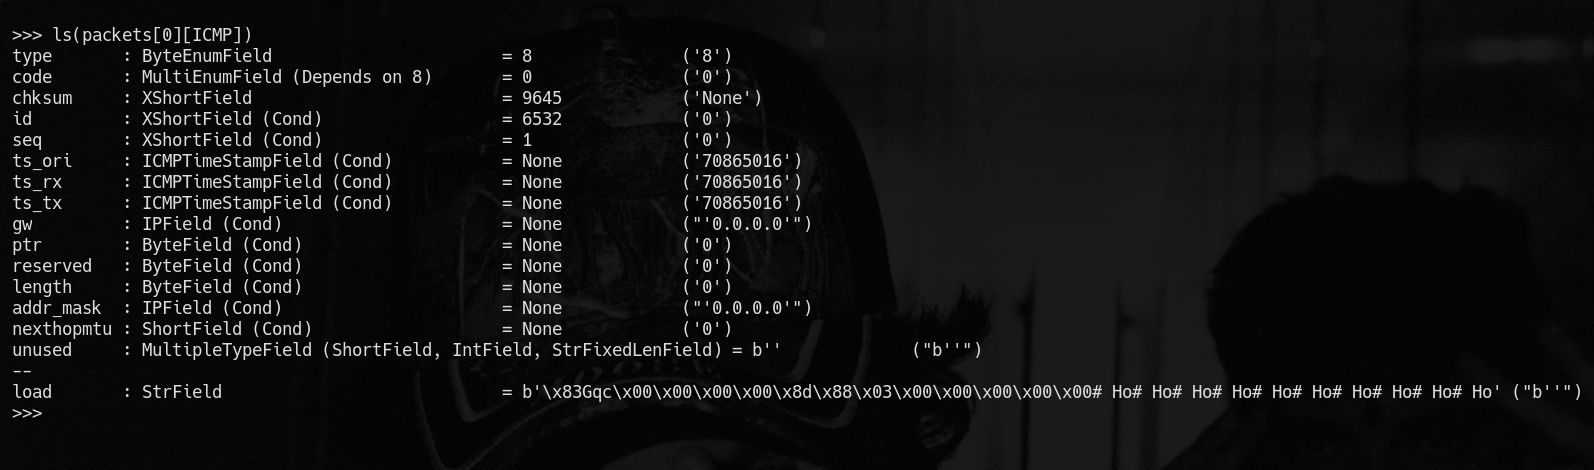 >>> ls(packets[0][ICMP])
type       : ByteEnumField                       = 8               ('8')
code       : MultiEnumField (Depends on 8)       = 0               ('0')
chksum     : XShortField                         = 9645            ('None')
id         : XShortField (Cond)                  = 6532            ('0')
seq        : XShortField (Cond)                  = 1               ('0')
ts_ori     : ICMPTimeStampField (Cond)           = None            ('70865016')
ts_rx      : ICMPTimeStampField (Cond)           = None            ('70865016')
ts_tx      : ICMPTimeStampField (Cond)           = None            ('70865016')
gw         : IPField (Cond)                      = None            ("'0.0.0.0'")
ptr        : ByteField (Cond)                    = None            ('0')
reserved   : ByteField (Cond)                    = None            ('0')
length     : ByteField (Cond)                    = None            ('0')
addr_mask  : IPField (Cond)                      = None            ("'0.0.0.0'")
nexthopmtu : ShortField (Cond)                   = None            ('0')
unused     : MultipleTypeField (ShortField, IntField, StrFixedLenField) = b''             ("b''")
--
load       : StrField                            = b'\x83Gqc\x00\x00\x00\x00\x8d\x88\x03\x00\x00\x00\x00\x00# Ho# Ho# Ho# Ho# Ho# Ho# Ho# Ho# Ho# Ho' ("b''")
>>>